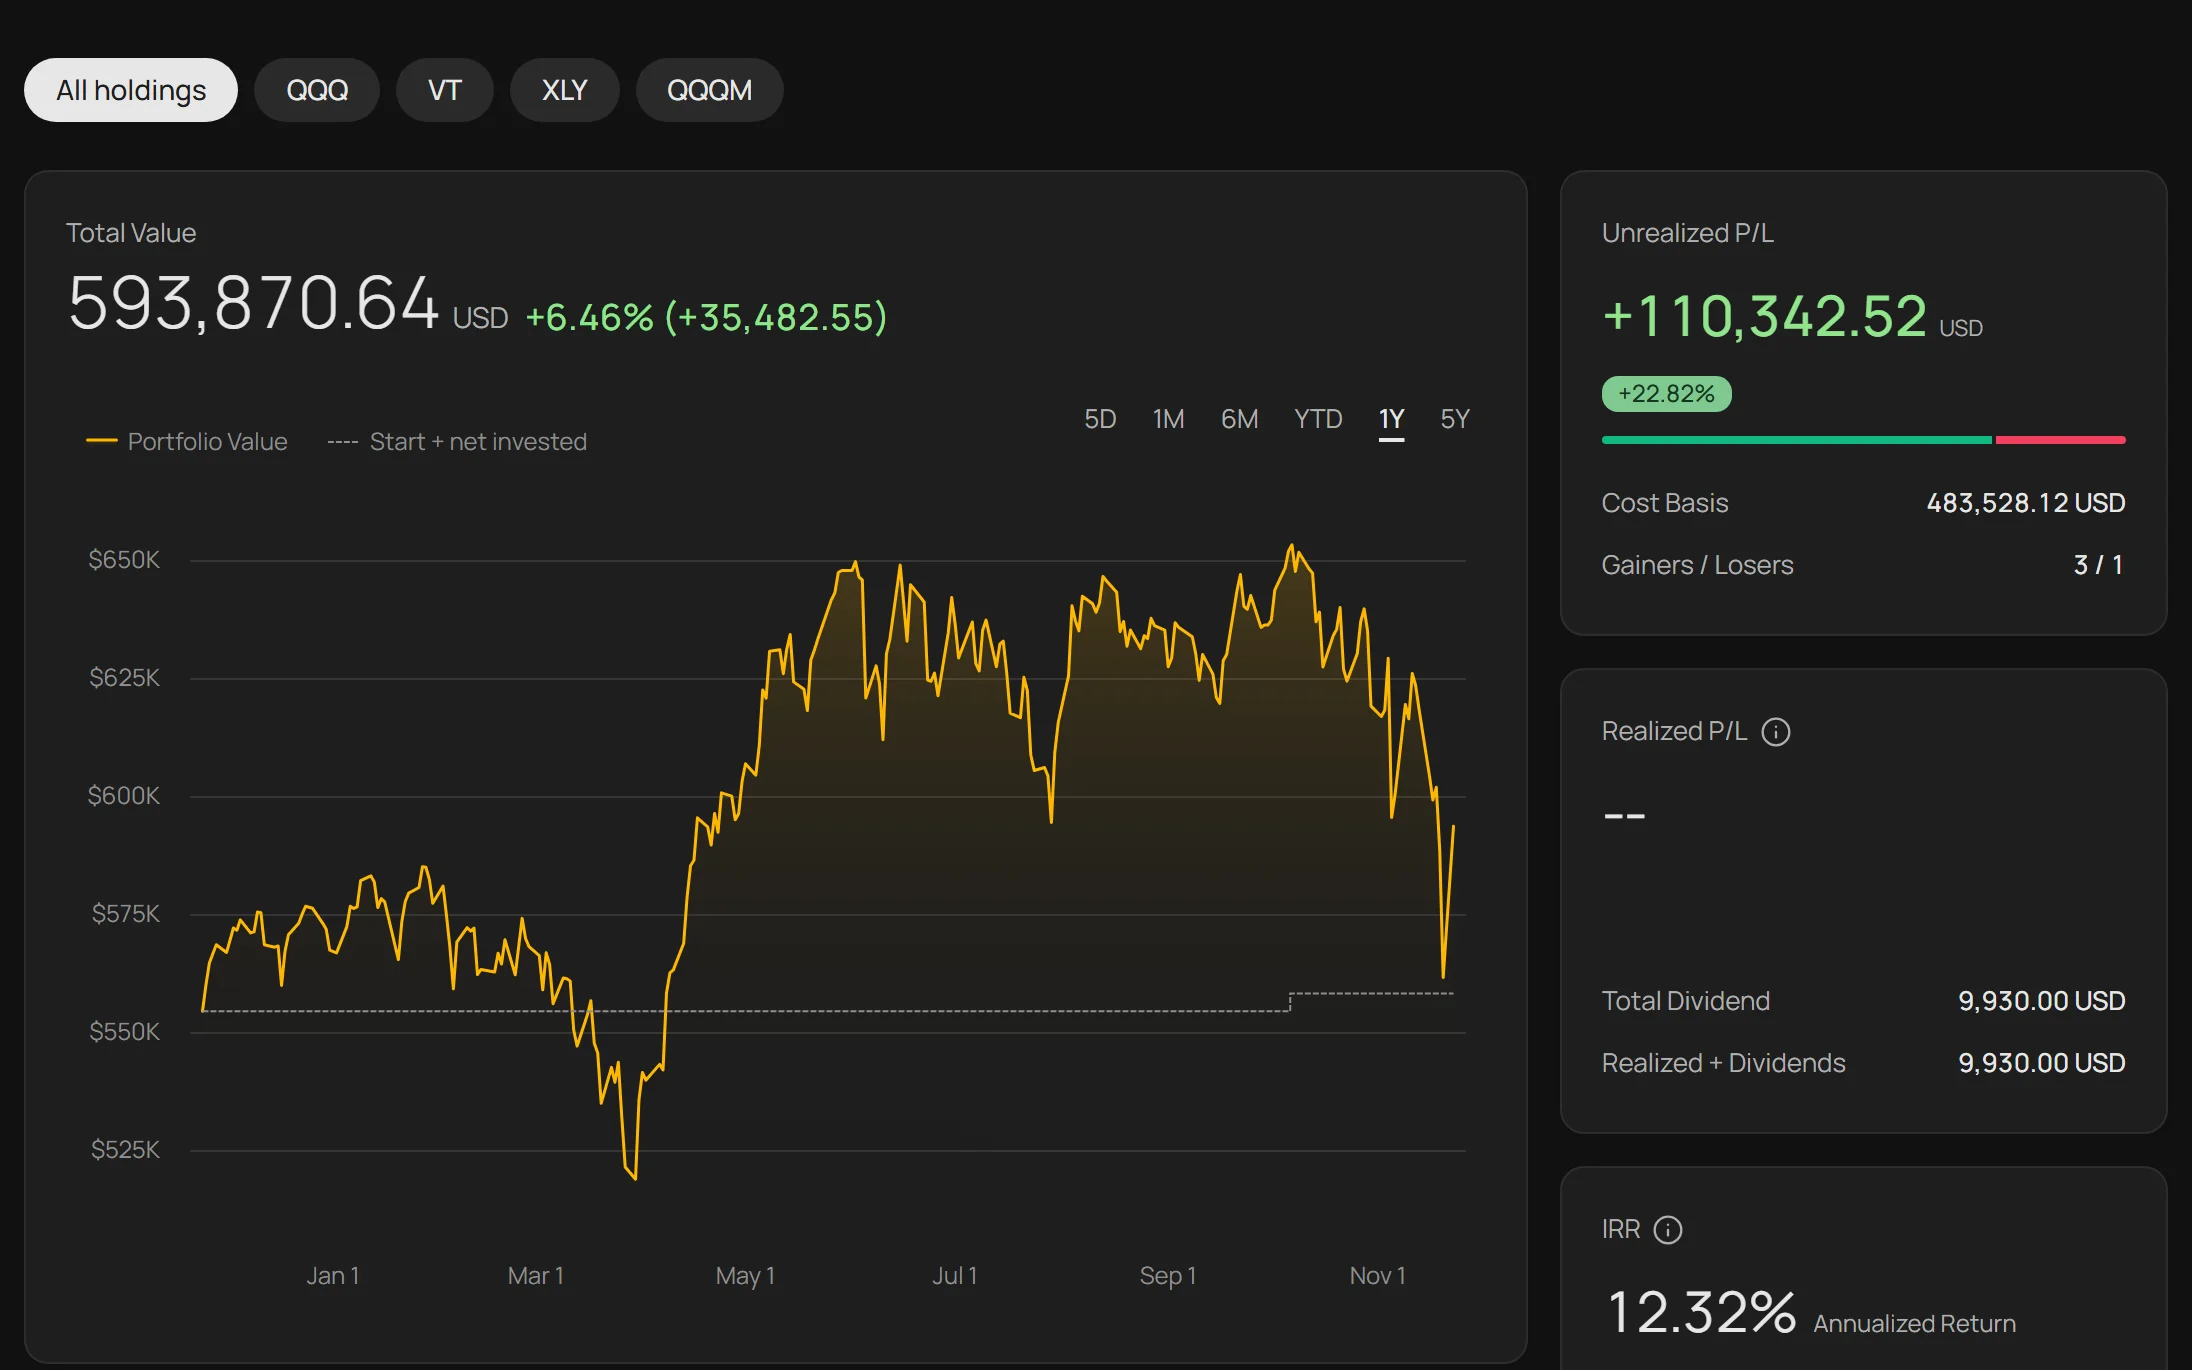 All holdings
QQQ
VT
XLY
QQQM
Total Value
593,870.64 USD +6.46% (+35,482.55)
Portfolio Value
Start + net invested
5D
1M
6M
YTD
1Y
5Y
$650K
$625K
$600K
$575K
$550K
$525K
Jan 1
Mar 1
May 1
Jul 1
Sep 1
Nov 1
Unrealized P/L
+110,342.52 USD
+22.82%
Cost Basis 483,528.12 USD
Gainers / Losers 3 / 1
Realized P/L
--
Total Dividend 9,930.00 USD
Realized + Dividends 9,930.00 USD
IRR
12.32% Annualized Return